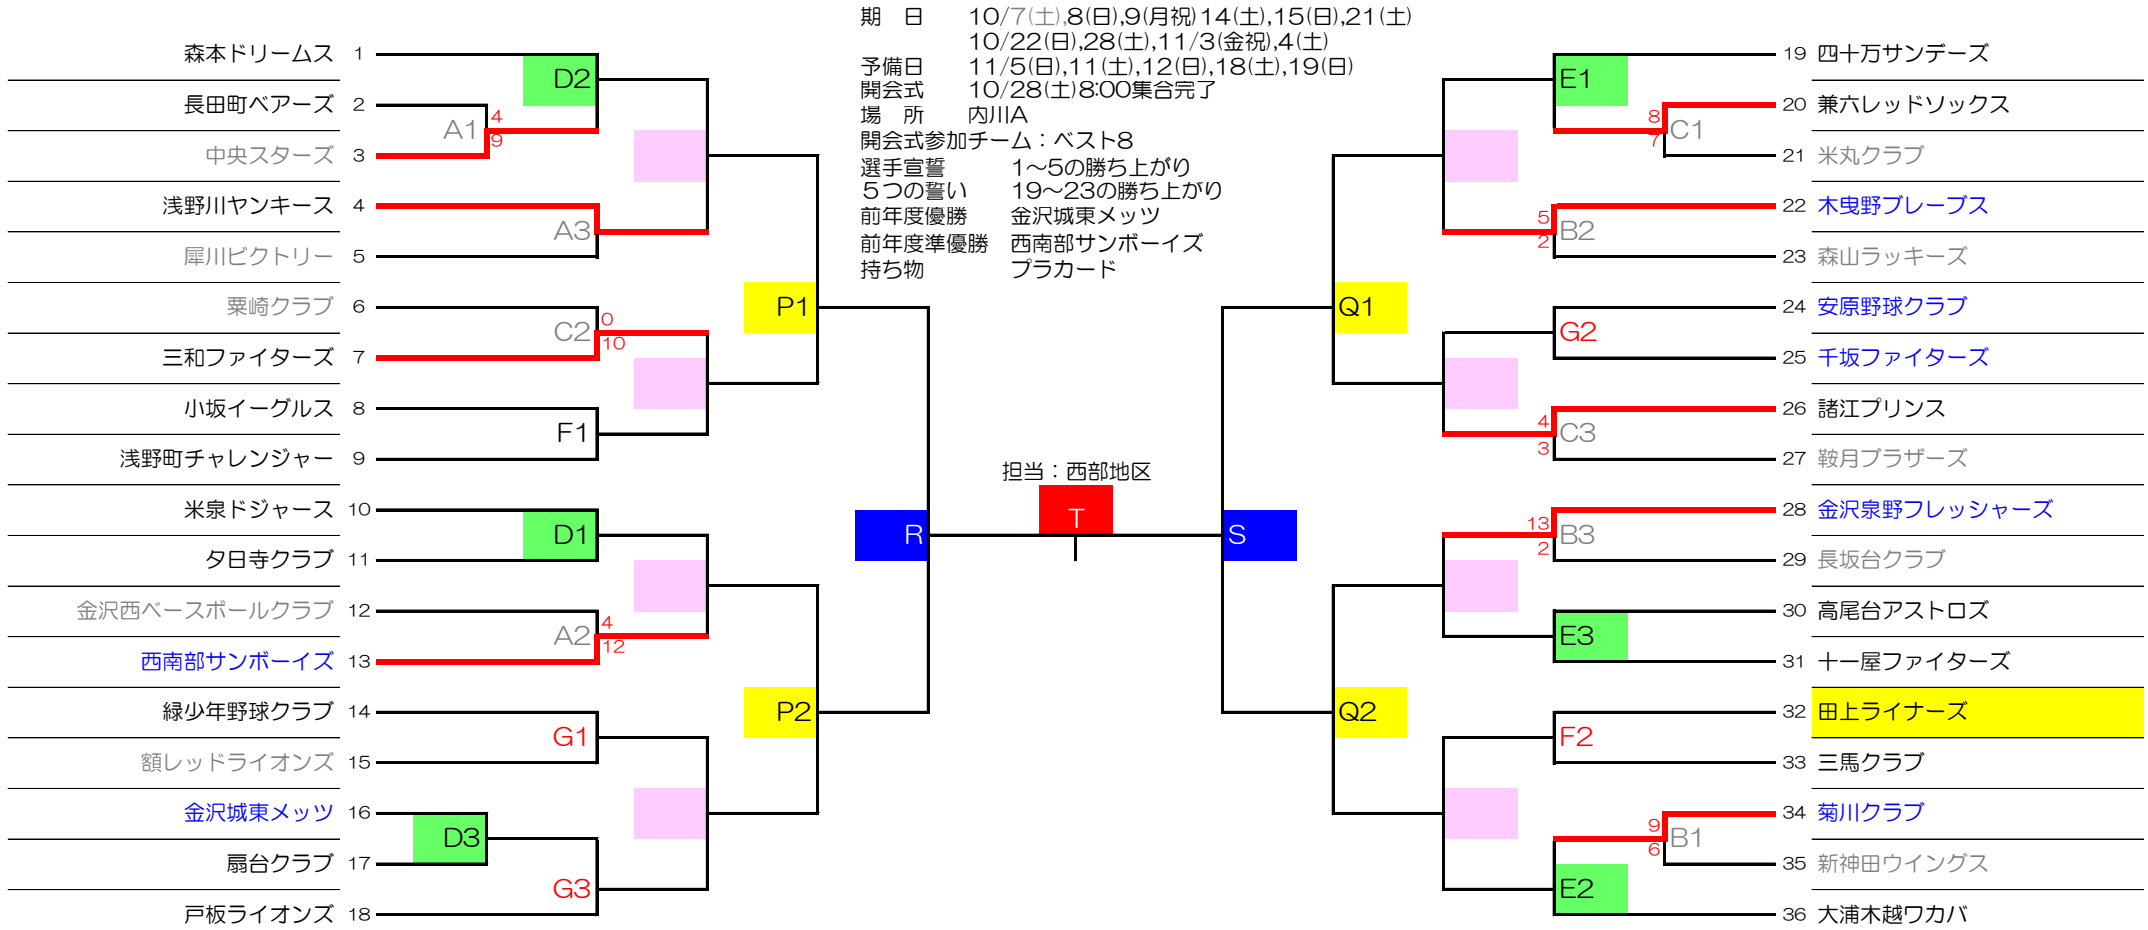 期　日　10/7(土),8(日),9(月祝)14(土),15(日),21(土)
10/22(日),28(土),11/3(金祝),4(土)
予備日　11/5(日),11(土),12(日),18(土),19(日)
開会式　10/28(土)8:00集合完了
場　所　内川A
開会式参加チーム：ベスト8
選手宣誓　1～5の勝ち上がり
５つの誓い　19～23の勝ち上がり
前年度優勝　金沢城東メッツ
前年度準優勝　西南部サンボーイズ
持ち物　プラカード
森本ドリームス 1
D2
長田町ベアーズ 2
A1 4
9
中央スターズ 3
浅野川ヤンキース 4
A3
犀川ビクトリー 5
粟崎クラブ 6
C2 0
10
三和ファイターズ 7
P1
小坂イーグルス 8
F1
浅野町チャレンジャー 9
米泉ドジャース 10
D1
夕日寺クラブ 11
金沢西ベースボールクラブ 12
A2 4
12
西南部サンボーイズ 13
緑少年野球クラブ 14
P2
G1
額レッドライオンズ 15
金沢城東メッツ 16
D3
扇台クラブ 17
G3
戸板ライオンズ 18
担当：西部地区
R
T
S
19 四十万サンデーズ
E1
20 兼六レッドソックス
8 C1
7
21 米丸クラブ
22 木曳野ブレーブス
5 B2
2
23 森山ラッキーズ
Q1
24 安原野球クラブ
G2
25 千坂ファイターズ
26 諸江プリンス
4 C3
3
27 鞍月ブラザーズ
28 金沢泉野フレッシャーズ
13 B3
2
29 長坂台クラブ
30 高尾台アストロズ
E3
31 十一屋ファイターズ
Q2
32 田上ライナーズ
F2
33 三馬クラブ
34 菊川クラブ
9 B1
6
35 新神田ウイングス
E2
36 大浦木越ワカバ